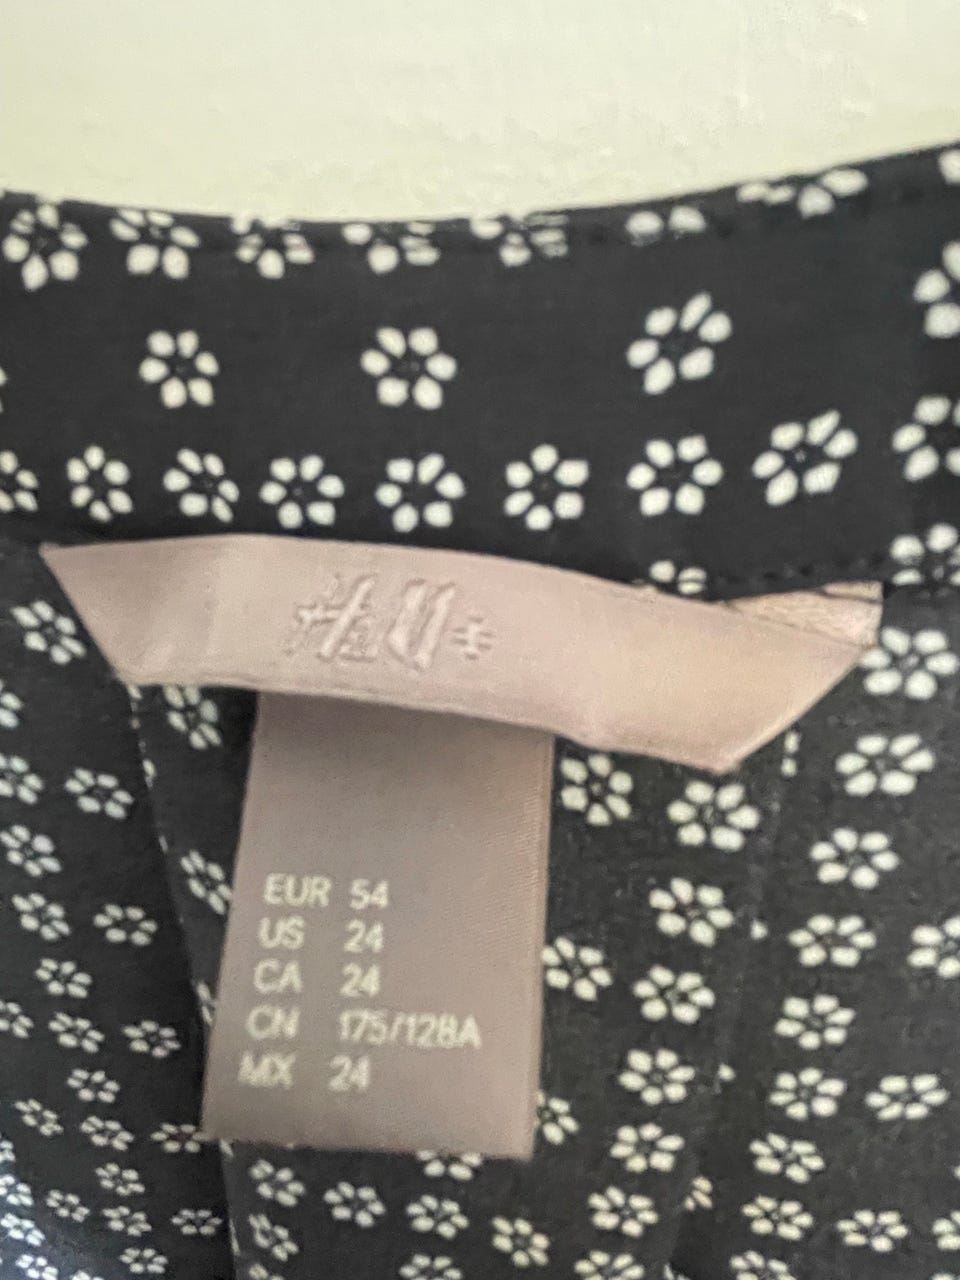 H&M+
EUR 54
US 24
CA 24
CN 175/128A
MX 24